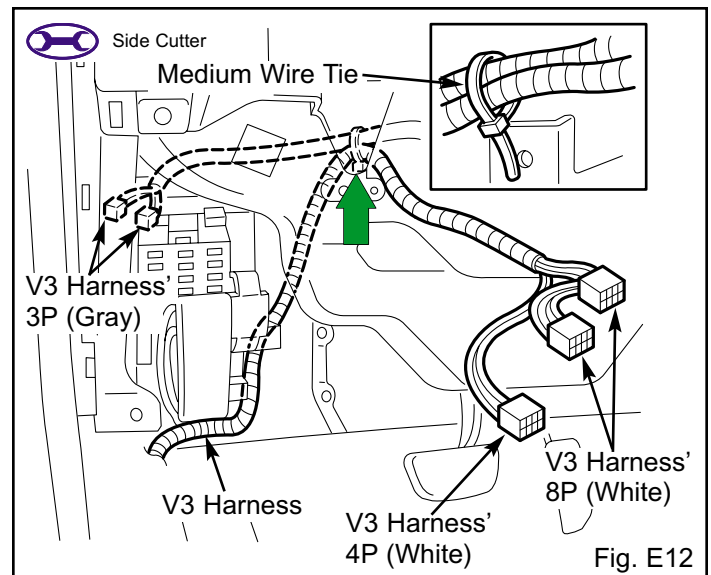 Side Cutter
Medium Wire Tie
V3 Harness’
3P (Gray)
V3 Harness
V3 Harness’
4P (White)
V3 Harness’
8P (White)
Fig. E12